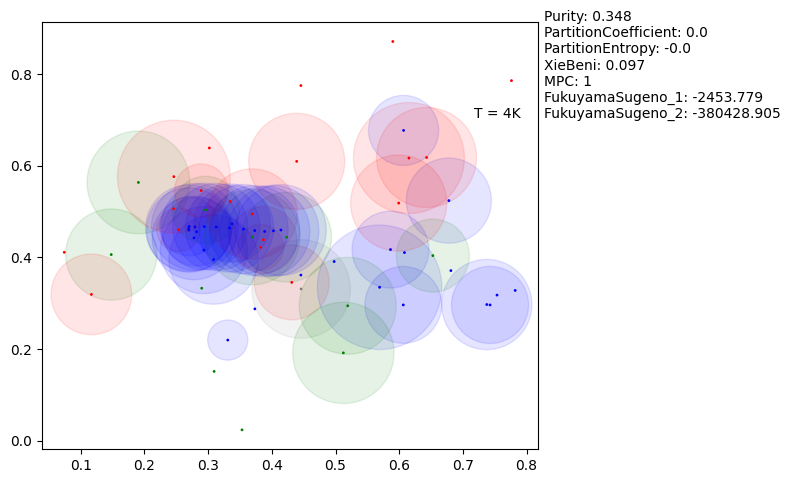 Purity: 0.348
PartitionCoefficient: 0.0
PartitionEntropy: -0.0
XieBeni: 0.097
MPC: 1
FukuyamaSugeno_1: -2453.779
FukuyamaSugeno_2: -380428.905
T = 4K
0.8
0.6
0.4
0.2
0.0
0.1 0.2 0.3 0.4 0.5 0.6 0.7 0.8